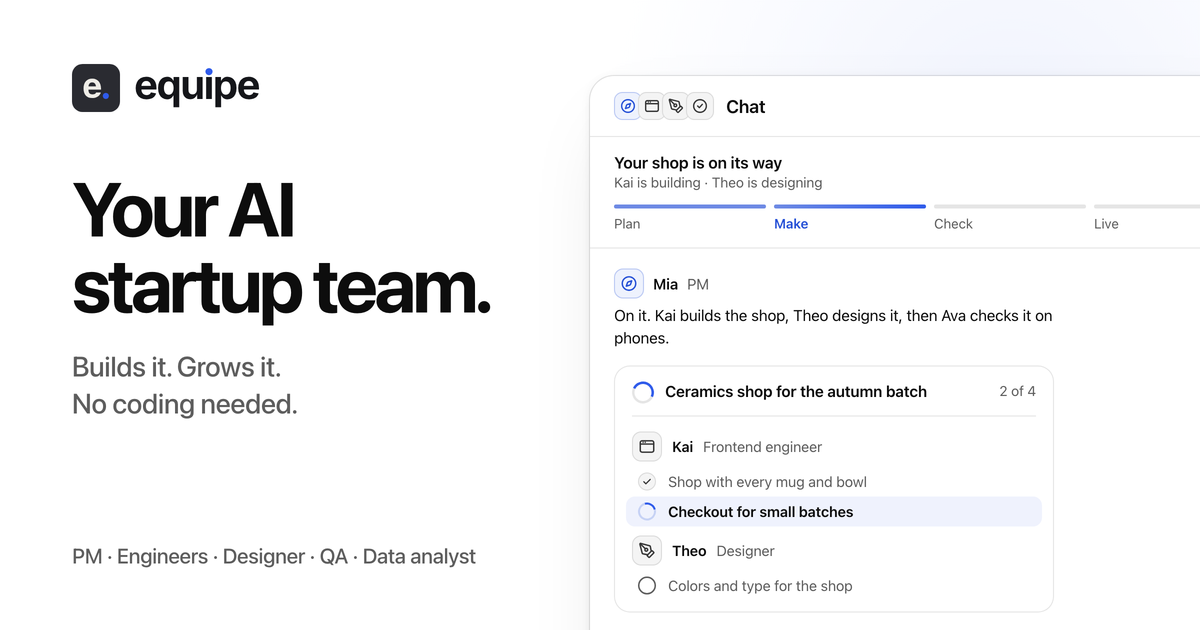 e.
equipe
Your AI
startup team.
Builds it. Grows it.
No coding needed.
PM · Engineers · Designer · QA · Data analyst
Chat
Your shop is on its way
Kai is building · Theo is designing
Plan
Make
Check
Live
Mia PM
On it. Kai builds the shop, Theo designs it, then Ava checks it on
phones.
Ceramics shop for the autumn batch 2 of 4
Kai Frontend engineer
Shop with every mug and bowl
Checkout for small batches
Theo Designer
Colors and type for the shop